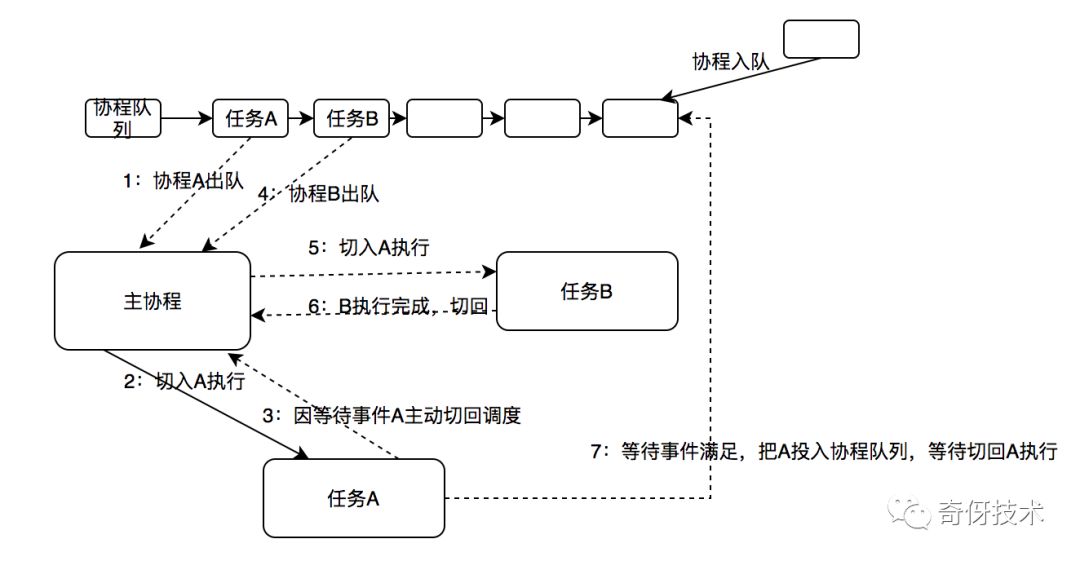 协程入队
协程队
列
任务A
任务B
1：协程A出队
4：协程B出队
5：切入A执行
主协程
任务B
6：B执行完成，切回
2：切入A执行
3：因等待事件A主动切回调度
7：等待事件满足，把A投入协程队列，等待切回A执行
任务A
奇伢技术